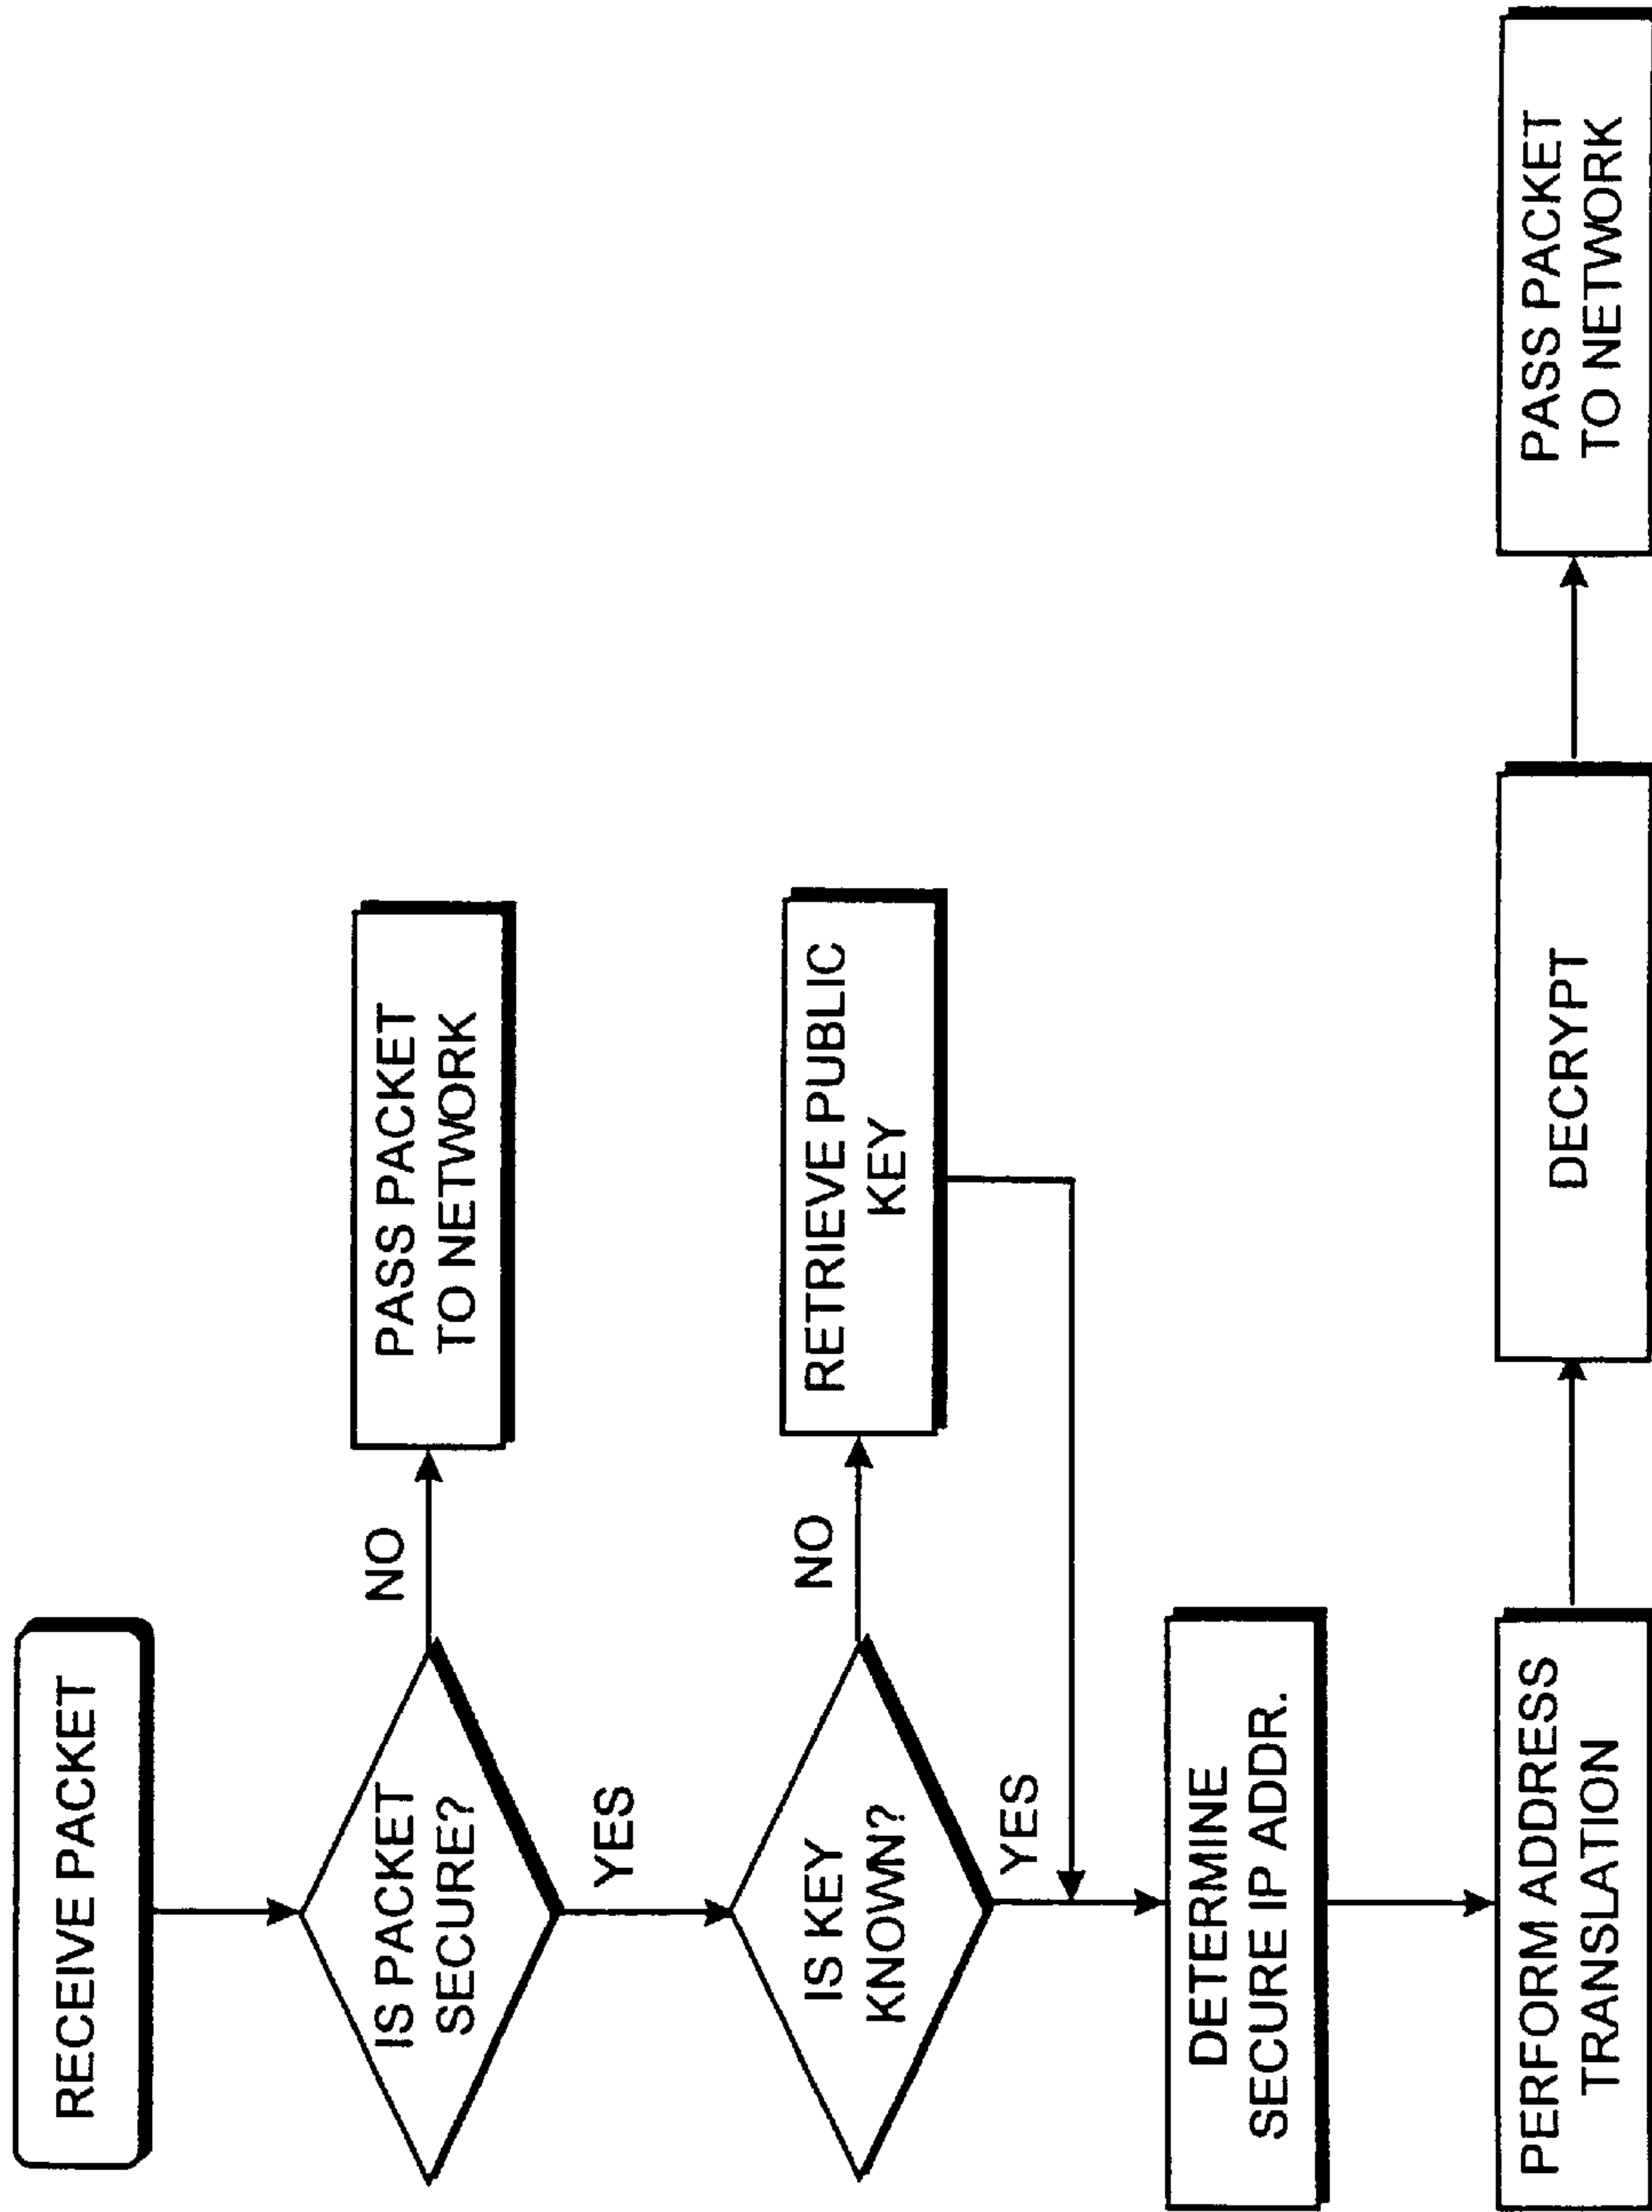 RECEIVE PACKET
IS PACKET
SECURE?
NO
PASS PACKET
TO NETWORK
YES
IS KEY
KNOWN?
NO
RETRIEVE PUBLIC
KEY
YES
DETERMINE
SECURE IP ADDR.
PERFORM ADDRESS
TRANSLATION
DECRYPT
PASS PACKET
TO NETWORK